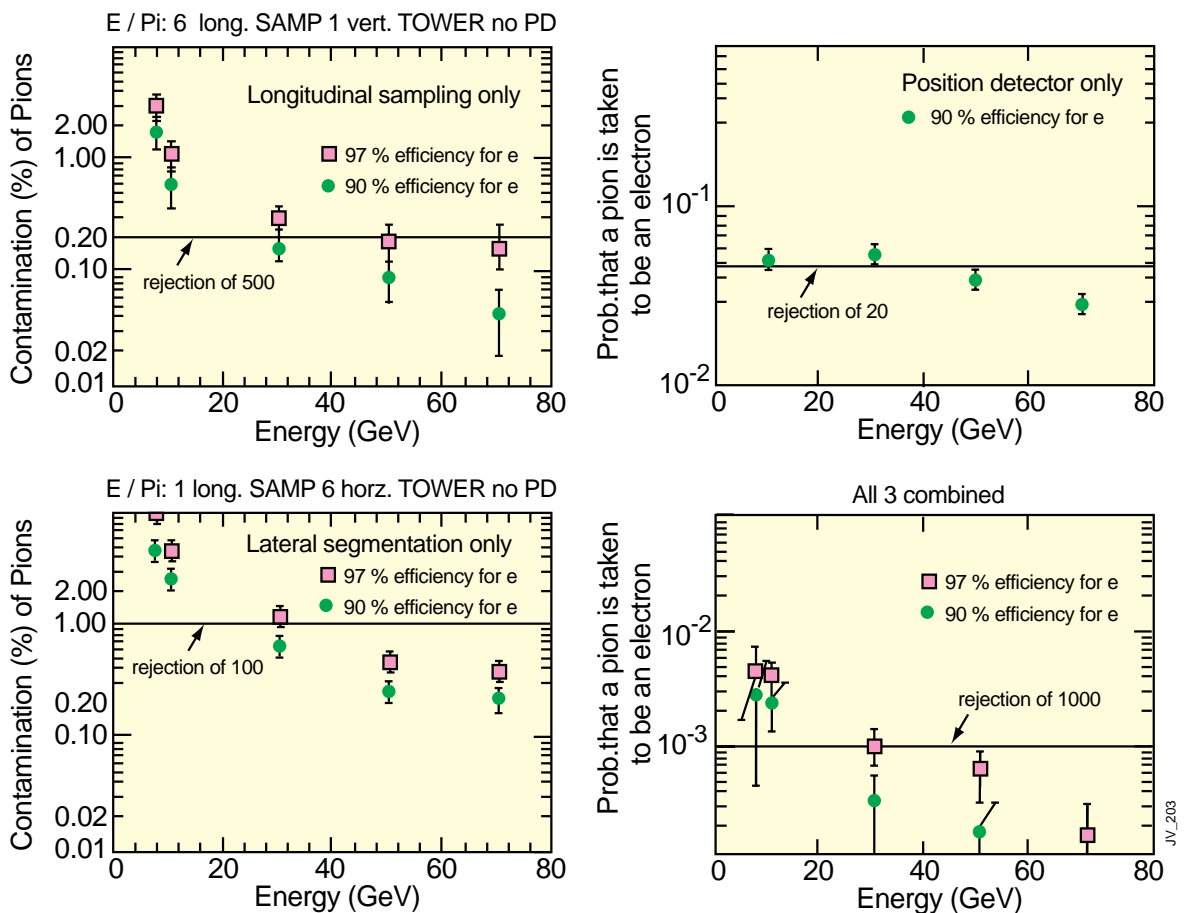 E / Pi: 6 long. SAMP 1 vert. TOWER no PD
Contamination (%) of Pions
2.00
1.00
0.20
0.10
0.02
0.01
Longitudinal sampling only
97 % efficiency for e
90 % efficiency for e
rejection of 500
0 20 40 60 80
Energy (GeV)
Prob.that a pion is taken
to be an electron
10-1
10-2
Position detector only
90 % efficiency for e
rejection of 20
0 20 40 60 80
Energy (GeV)
E / Pi: 1 long. SAMP 6 horz. TOWER no PD
Contamination (%) of Pions
2.00
1.00
0.20
0.10
0.02
0.01
Lateral segmentation only
97 % efficiency for e
90 % efficiency for e
rejection of 100
0 20 40 60 80
Energy (GeV)
All 3 combined
Prob.that a pion is taken
to be an electron
10-2
10-3
97 % efficiency for e
90 % efficiency for e
rejection of 1000
0 20 40 60 80
Energy (GeV)
JV_203